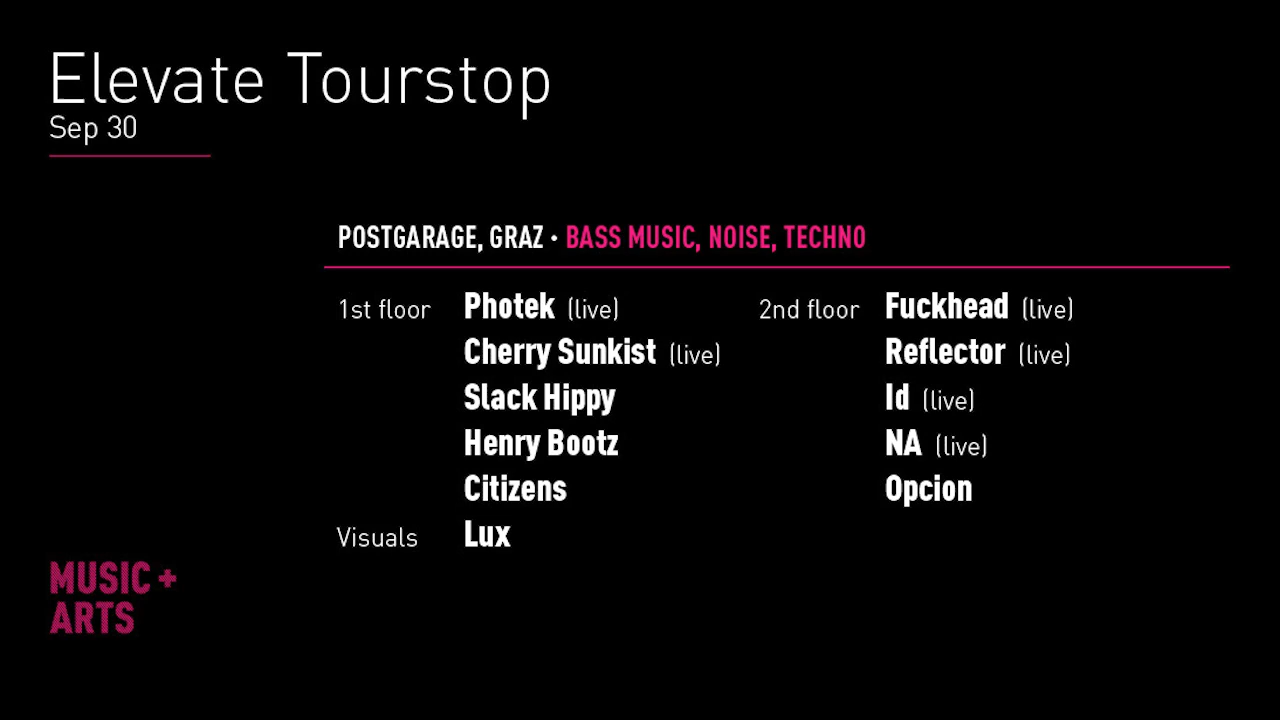 Elevate Tourstop
Sep 30
POSTGARAGE, GRAZ • BASS MUSIC, NOISE, TECHNO
1st floor Photek (live)
Cherry Sunkist (live)
Slack Hippy
Henry Bootz
Citizens
Visuals Lux
2nd floor Fuckhead (live)
Reflector (live)
Id (live)
NA (live)
Opcion
MUSIC +
ARTS